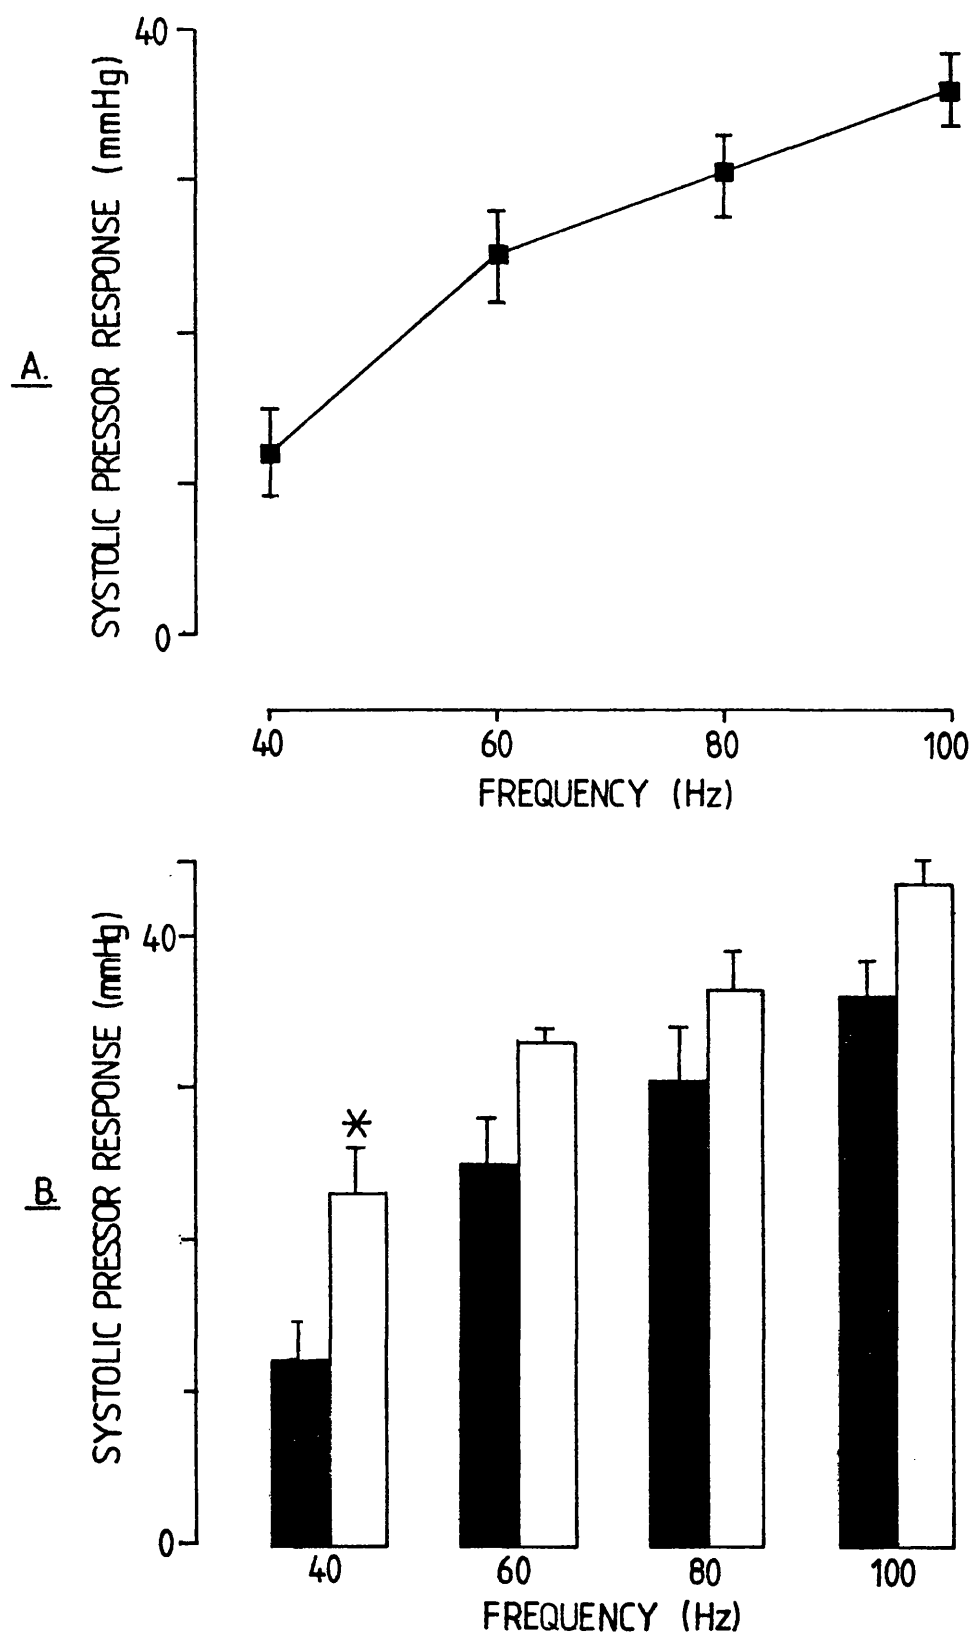 40
SYSTOLIC PRESSOR RESPONSE (mmHg)
A.
0
40 60 80 100
FREQUENCY (Hz)
40
SYSTOLIC PRESSOR RESPONSE (mmHg)
*
B.
0
40 60 80 100
FREQUENCY (Hz)